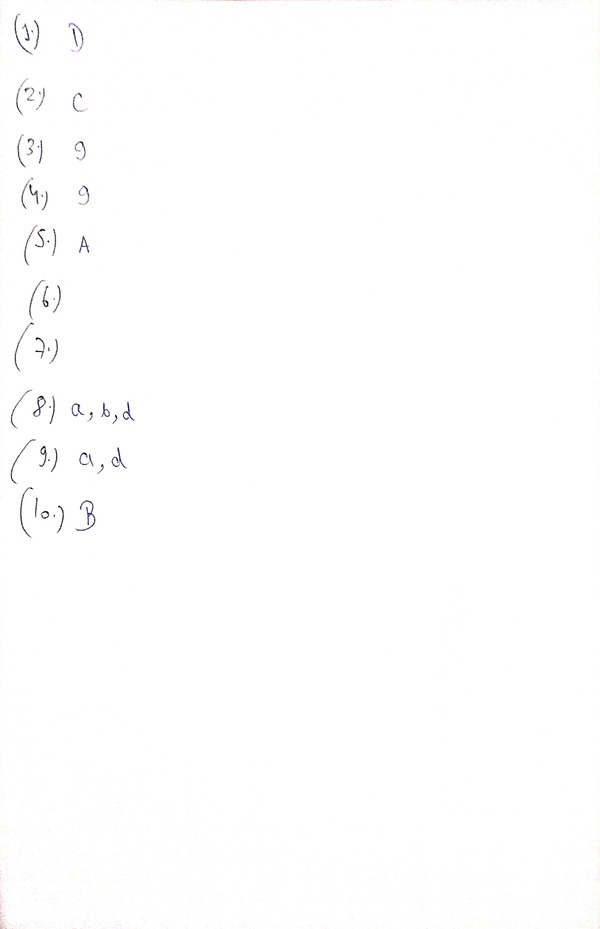 (1.) D
(2.) C
(3.) 9
(4.) 9
(5.) A
(6.)
(7.)
(8.) a, b, d
(9.) a, d
(10.) B